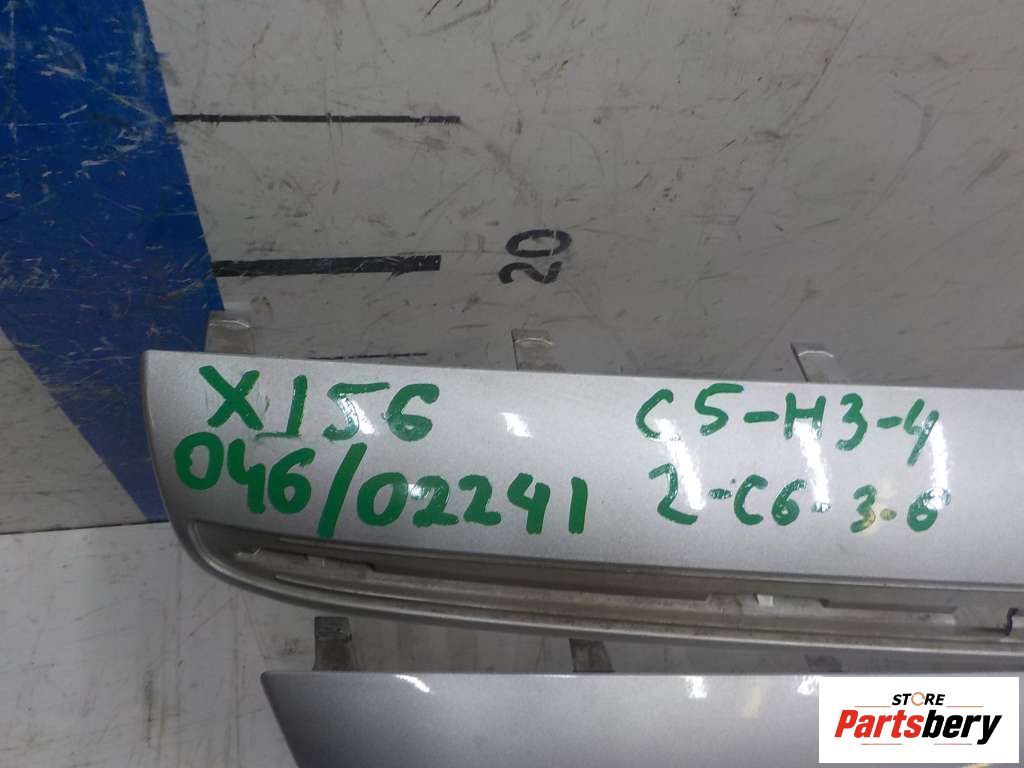 20
X156
C5-H3-4
046/02241
2-C6-3-6
STORE
Partsbery